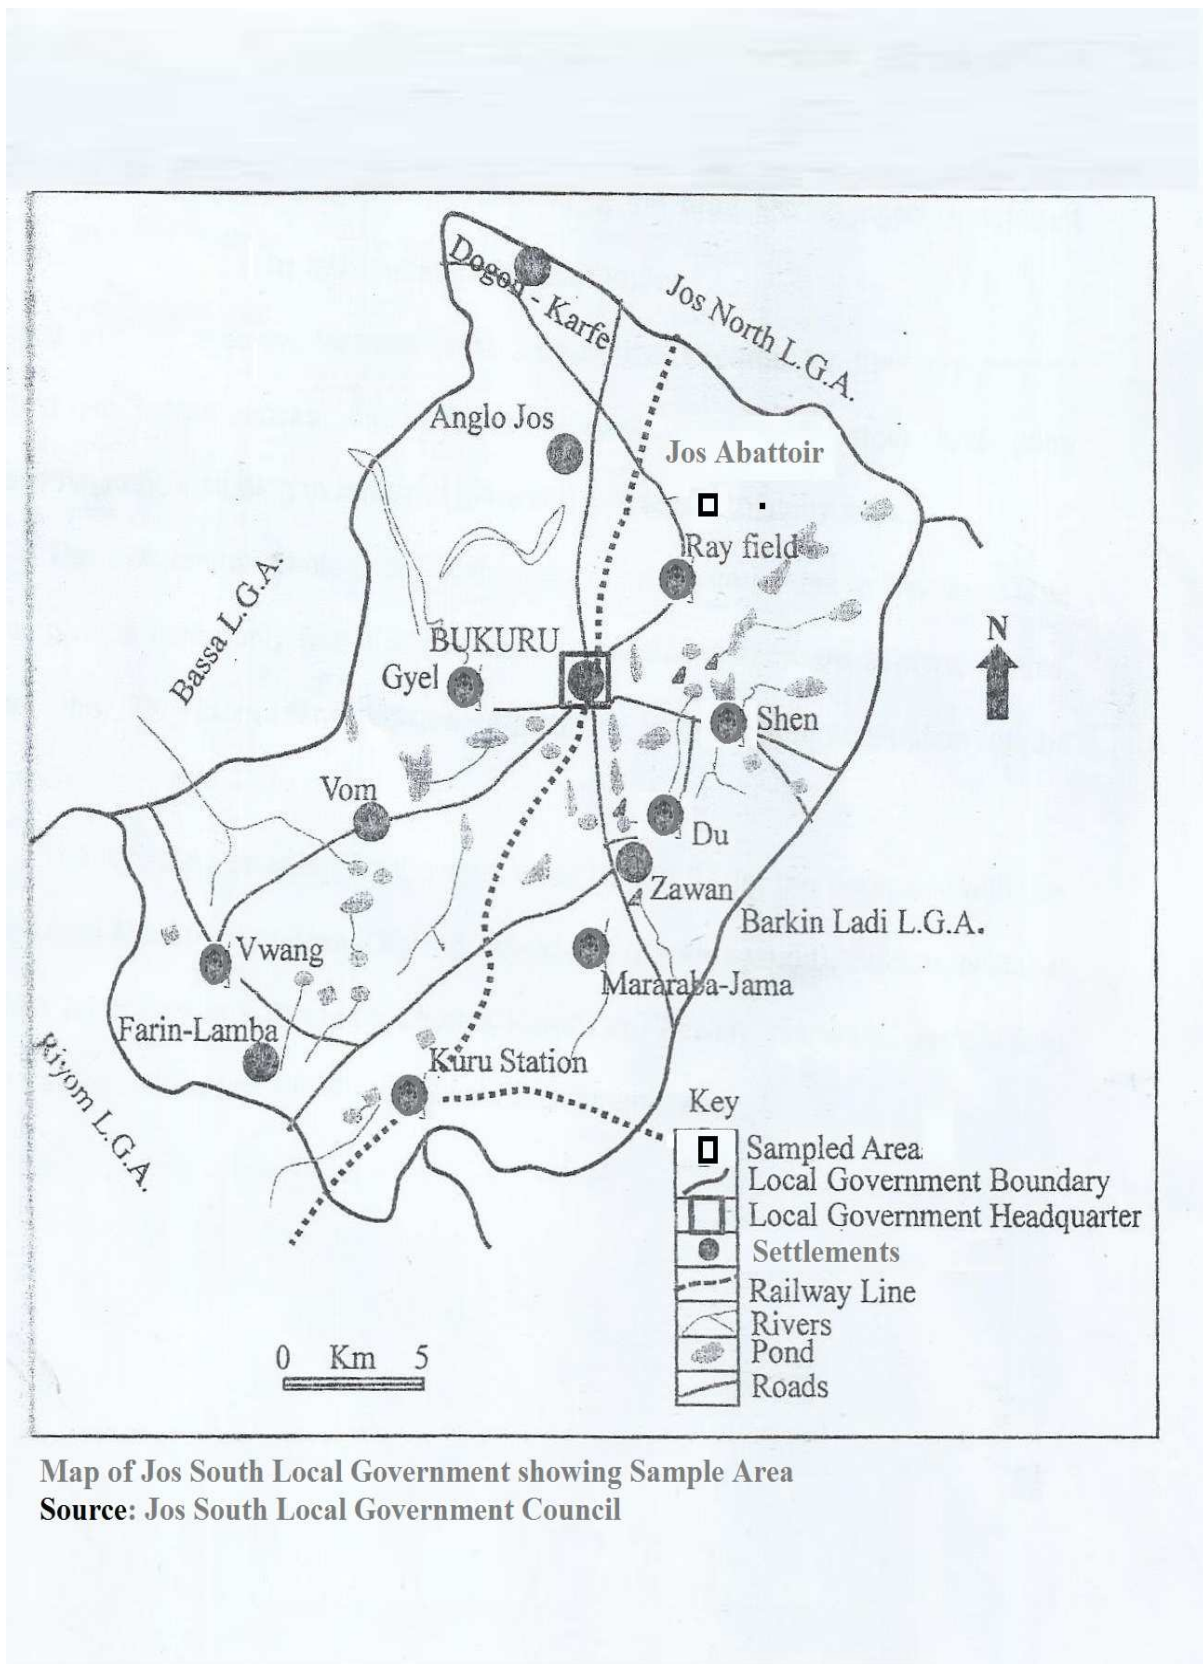 Dogon - Karfe
Jos North L.G.A.
Anglo Jos
Jos Abattoir
Ray field
Bassa L.G.A.
BUKURU
Gyel
N
Shen
Vom
Du
Zawan
Barkin Ladi L.G.A.
Vwang
Mararaba-Jama
Farin-Lamba
Kuru Station
Riyom L.G.A.
Key
Sampled Area
Local Government Boundary
Local Government Headquarter
Settlements
Railway Line
Rivers
Pond
Roads
0 Km 5
Map of Jos South Local Government showing Sample Area
Source: Jos South Local Government Council